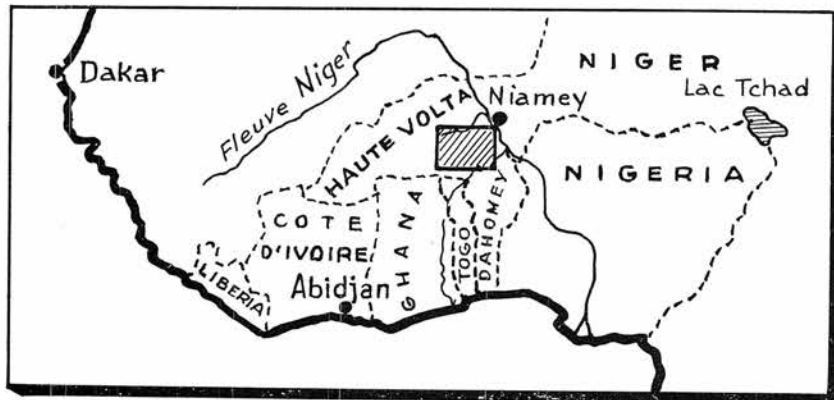 Dakar
Fleuve Niger
HAUTE VOLTA
Niamey
NIGER
Lac Tchad
NIGERIA
COTE
D'IVOIRE
LIBERIA
Abidjan
GHANA
TOGO
DAHOMEY